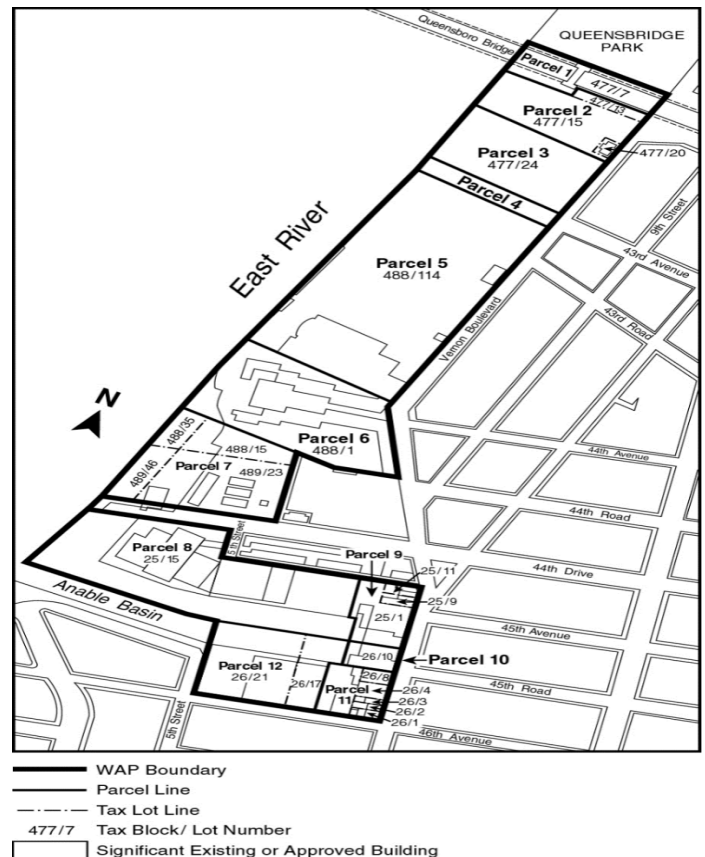 QUEENSBRIDGE
PARK
Queensboro Bridge
Parcel 1
477/7
477/13
Parcel 2
477/15
477/20
Parcel 3
477/24
Parcel 4
9th Street
43rd Avenue
East River
Parcel 5
488/114
Vernon Boulevard
43rd Road
N
488/35
489/46
488/15
Parcel 6
488/1
Parcel 7
489/23
44th Avenue
44th Road
5th Street
Parcel 8
25/15
Parcel 9
44th Drive
25/11
25/9
25/1
Anable Basin
45th Avenue
26/10
Parcel 10
Parcel 12
26/21
26/17
26/8
Parcel
11
26/4
26/3
26/2
26/1
45th Road
5th Street
46th Avenue
WAP Boundary
Parcel Line
Tax Lot Line
477/7 Tax Block/ Lot Number
Significant Existing or Approved Building